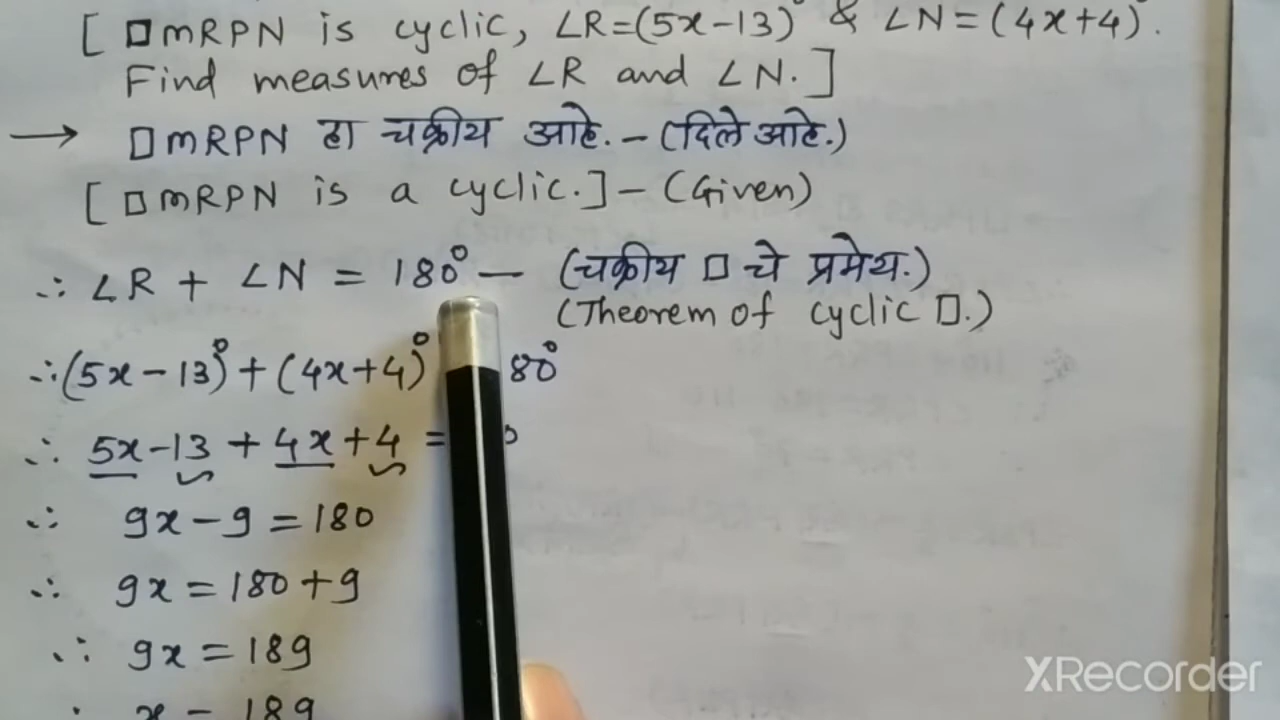 [ □MRPN is cyclic, ∠R=(5x-13)° & ∠N=(4x+4)°.
Find measures of ∠R and ∠N.]
→ □MRPN हा चक्रीय आहे. - (दिले आहे.)
[ □MRPN is a cyclic.] - (Given)
∴ ∠R + ∠N = 180° - (चक्रीय □ चे प्रमेय.)
(Theorem of cyclic □.)
∴ (5x-13)° + (4x+4)° 80°
∴ 5x-13 + 4x+4 =
∴ 9x-9 = 180
∴ 9x = 180+9
∴ 9x = 189
x = 189
XRecorder